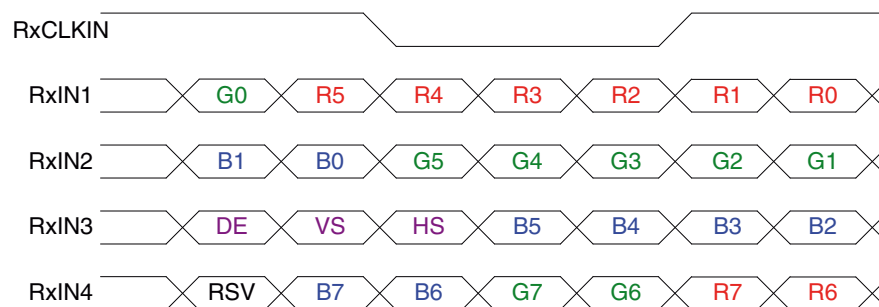 RxCLKIN
RxIN1 G0 R5 R4 R3 R2 R1 R0
RxIN2 B1 B0 G5 G4 G3 G2 G1
RxIN3 DE VS HS B5 B4 B3 B2
RxIN4 RSV B7 B6 G7 G6 R7 R6